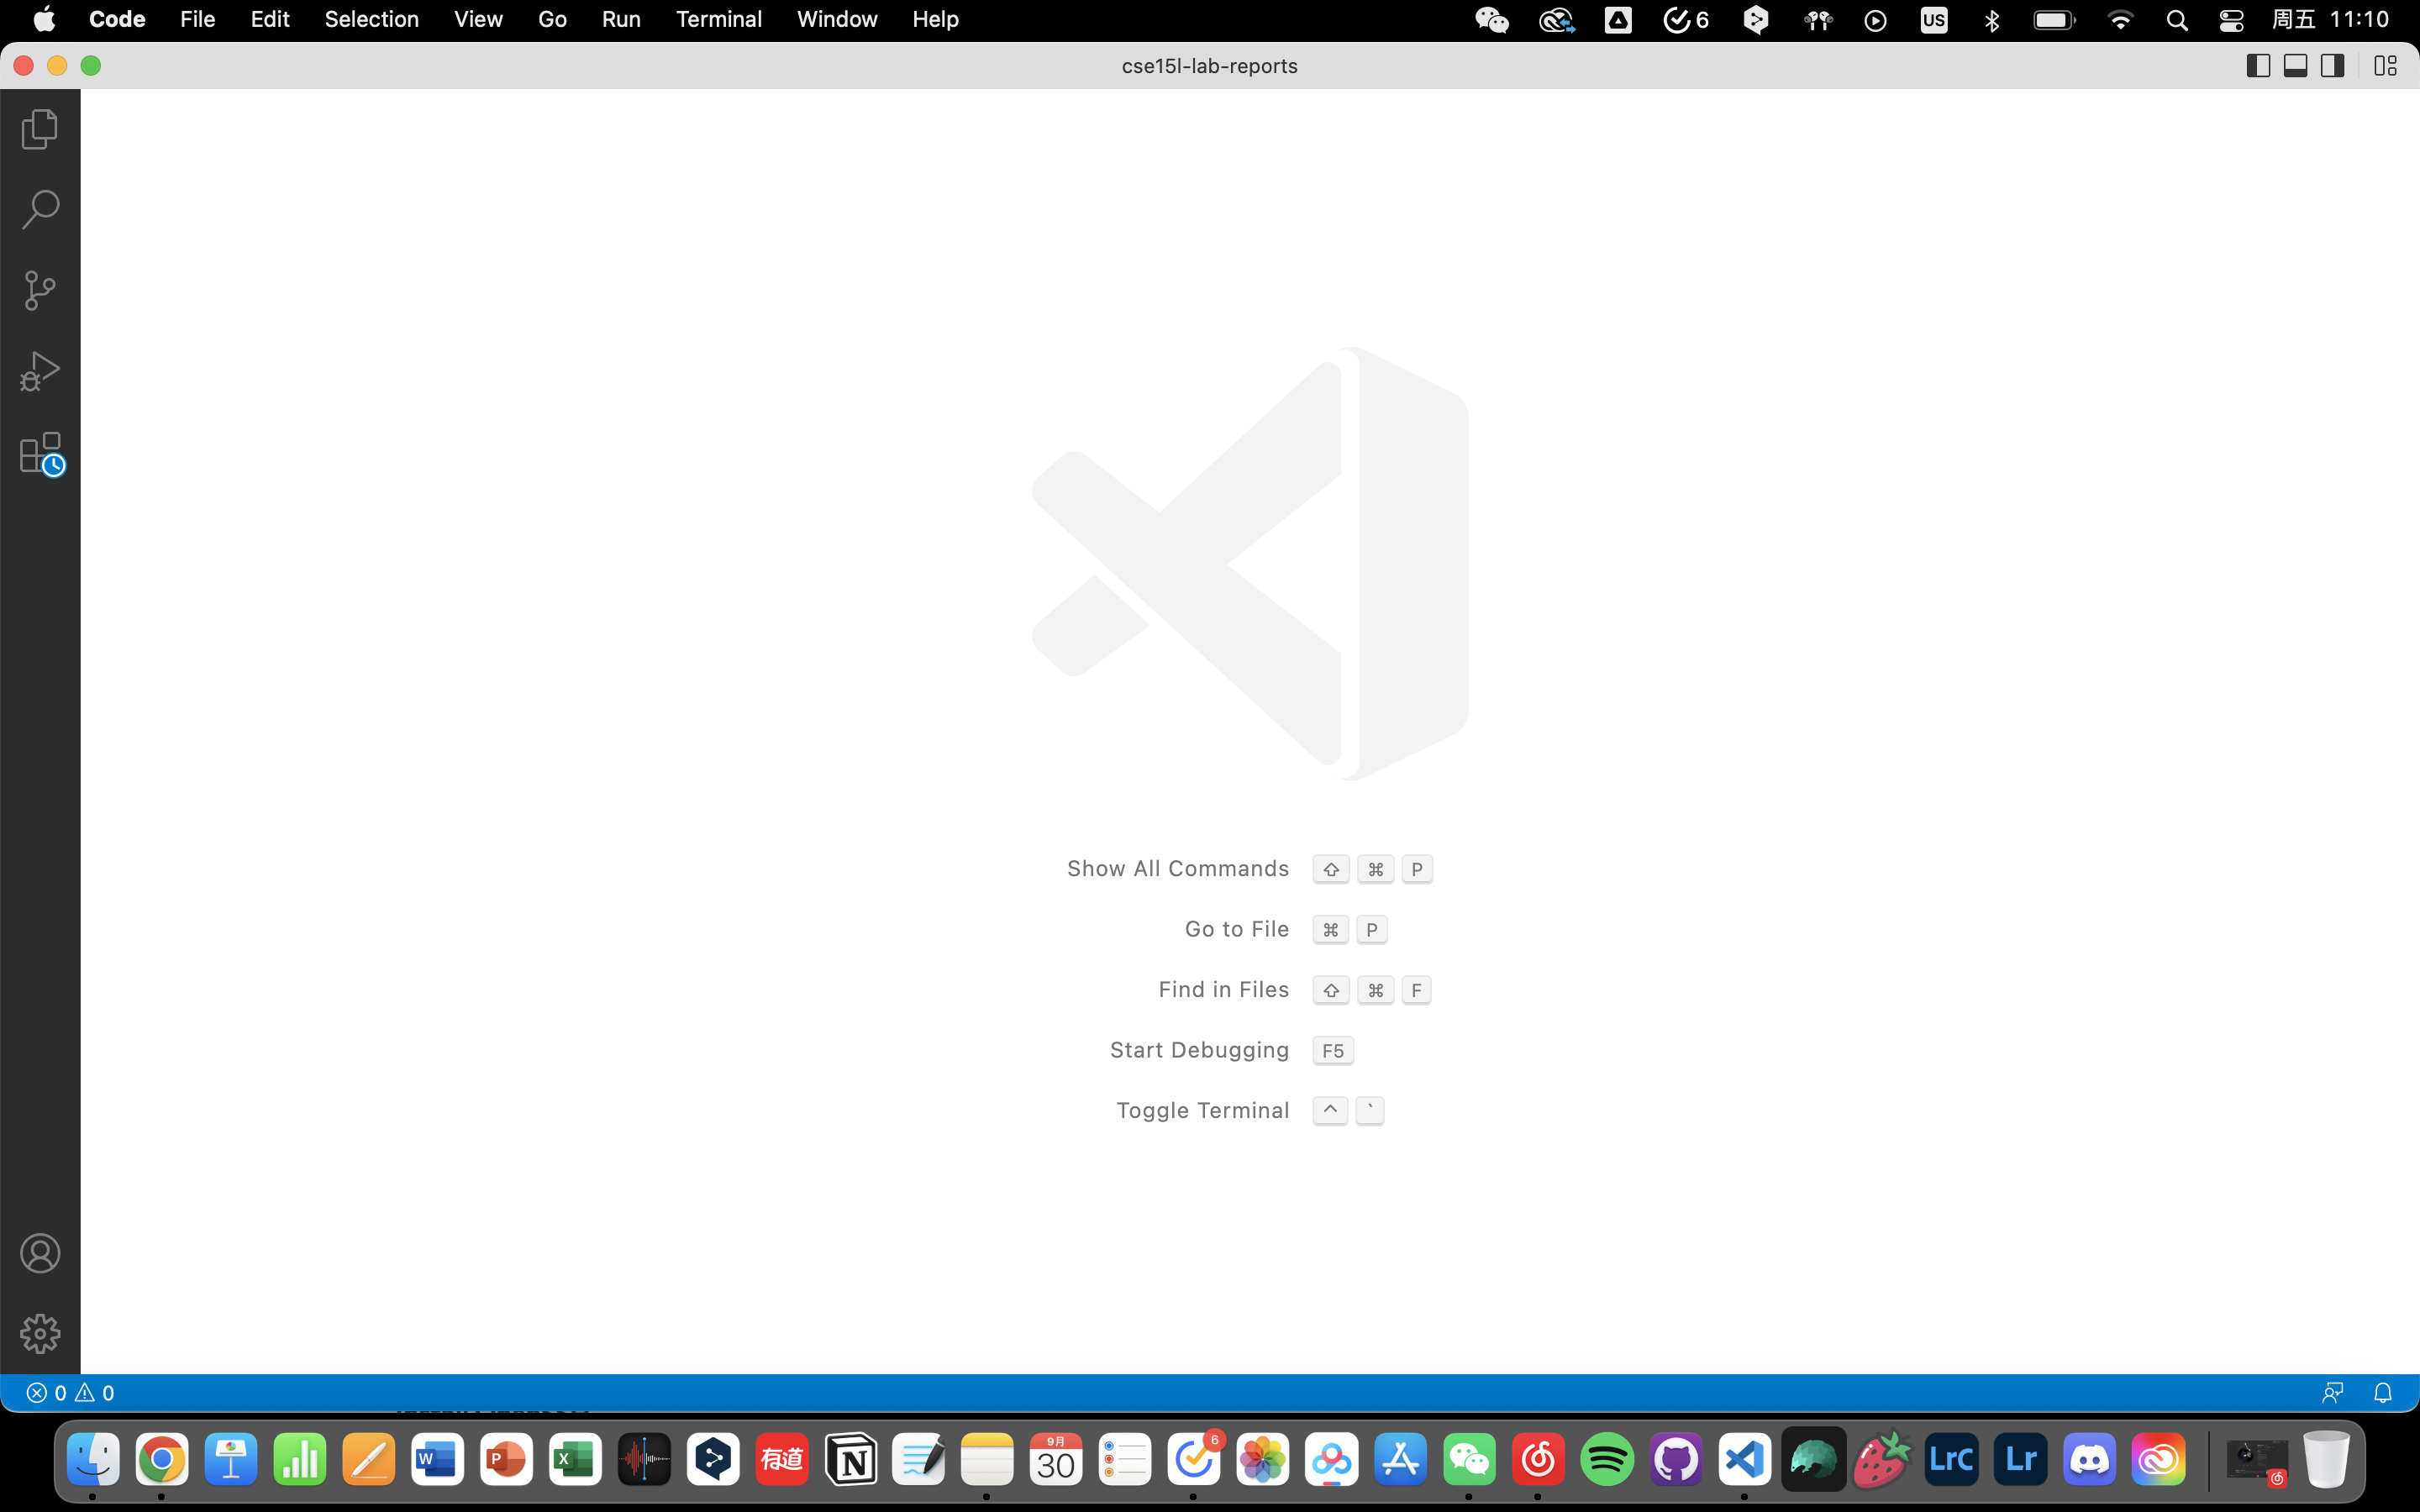 Code File Edit Selection View Go Run Terminal Window Help 6 US 周五 11:10
cse15l-lab-reports
Show All Commands ⇧ ⌘ P
Go to File ⌘ P
Find in Files ⇧ ⌘ F
Start Debugging F5
Toggle Terminal ^ `
0 0
W P X 有道 N 9月 30 6 LrC Lr